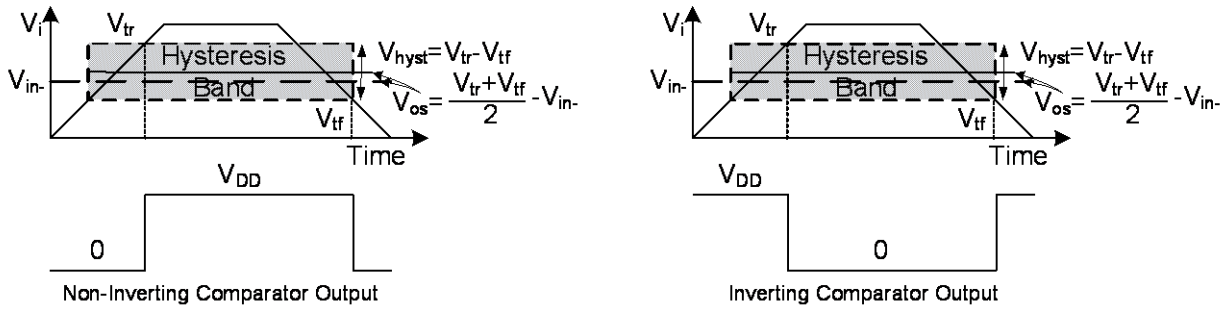 Vi
Vtr
Hysteresis
Band
Vin-
Vhyst=Vtr-Vtf
Vos=Vtr+Vtf/2 -Vin-
Vtf
Time
VDD
0
Non-Inverting Comparator Output
Vi
Vtr
Hysteresis
Band
Vin-
Vhyst=Vtr-Vtf
Vos=Vtr+Vtf/2 -Vin-
Vtf
Time
VDD
0
Inverting Comparator Output